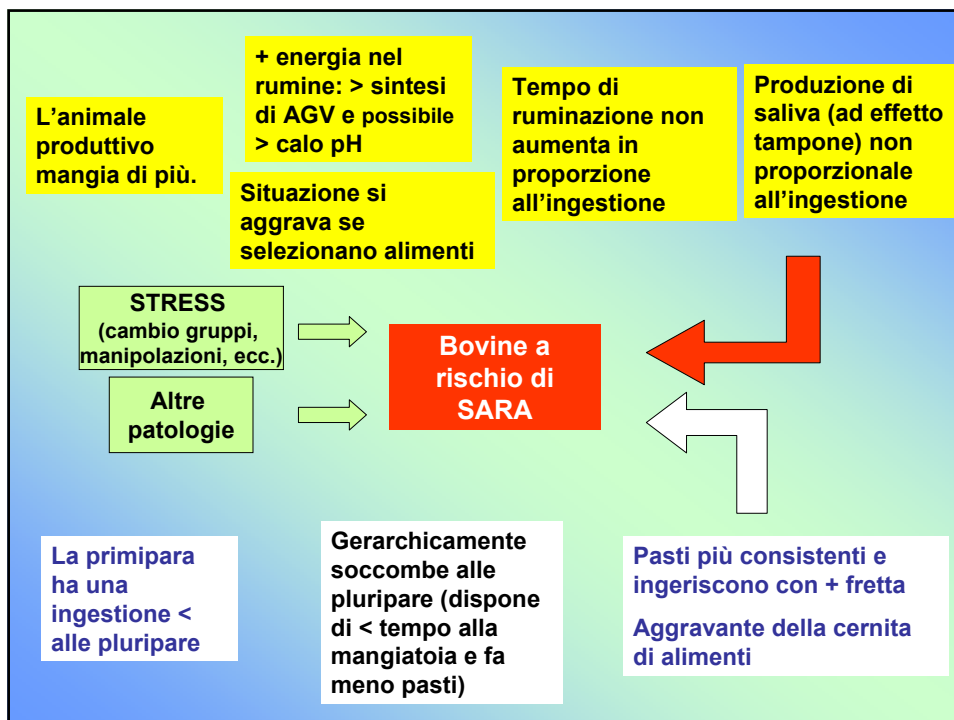 L'animale
produttivo
mangia di più.
+ energia nel
rumine: > sintesi
di AGV e possibile
> calo pH
Situazione si
aggrava se
selezionano alimenti
Tempo di
ruminazione non
aumenta in
proporzione
all'ingestione
Produzione di
saliva (ad effetto
tampone) non
proporzionale
all'ingestione
STRESS
(cambio gruppi,
manipolazioni, ecc.)
Altre
patologie
Bovine a
rischio di
SARA
La primipara
ha una
ingestione <
alle pluripare
Gerarchicamente
soccombe alle
pluripare (dispone
di < tempo alla
mangiatoia e fa
meno pasti)
Pasti più consistenti e
ingeriscono con + fretta
Aggravante della cernita
di alimenti